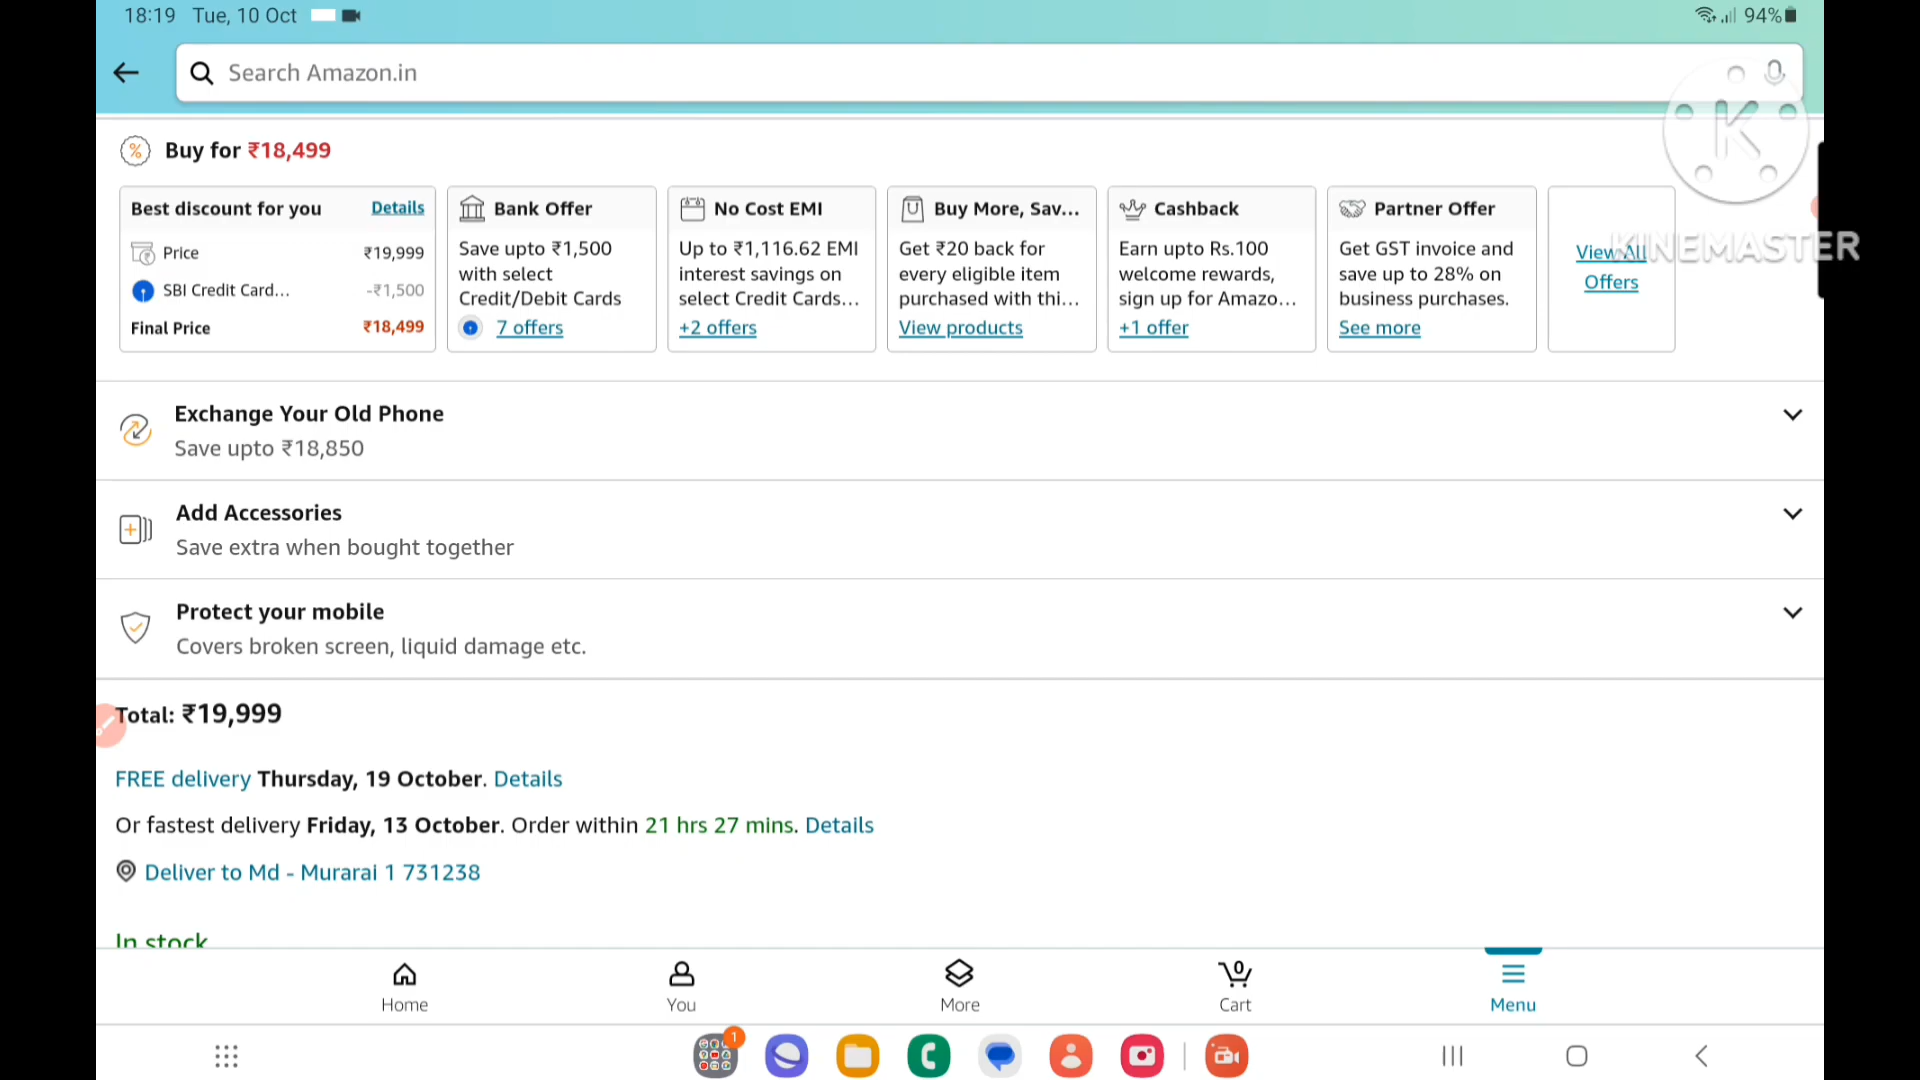 18:19 Tue, 10 Oct
94%
Search Amazon.in
K
KINEMASTER
Buy for ₹18,499
Best discount for you Details
Price ₹19,999
SBI Credit Card... -₹1,500
Final Price ₹18,499
Bank Offer
Save upto ₹1,500
with select
Credit/Debit Cards
7 offers
No Cost EMI
Up to ₹1,116.62 EMI
interest savings on
select Credit Cards...
+2 offers
Buy More, Sav...
Get ₹20 back for
every eligible item
purchased with thi...
View products
Cashback
Earn upto Rs.100
welcome rewards,
sign up for Amazo...
+1 offer
Partner Offer
Get GST invoice and
save up to 28% on
business purchases.
See more
View All
Offers
Exchange Your Old Phone
Save upto ₹18,850
Add Accessories
Save extra when bought together
Protect your mobile
Covers broken screen, liquid damage etc.
Total: ₹19,999
FREE delivery Thursday, 19 October. Details
Or fastest delivery Friday, 13 October. Order within 21 hrs 27 mins. Details
Deliver to Md - Murarai 1 731238
In stock
Home
You
More
0
Cart
Menu
1